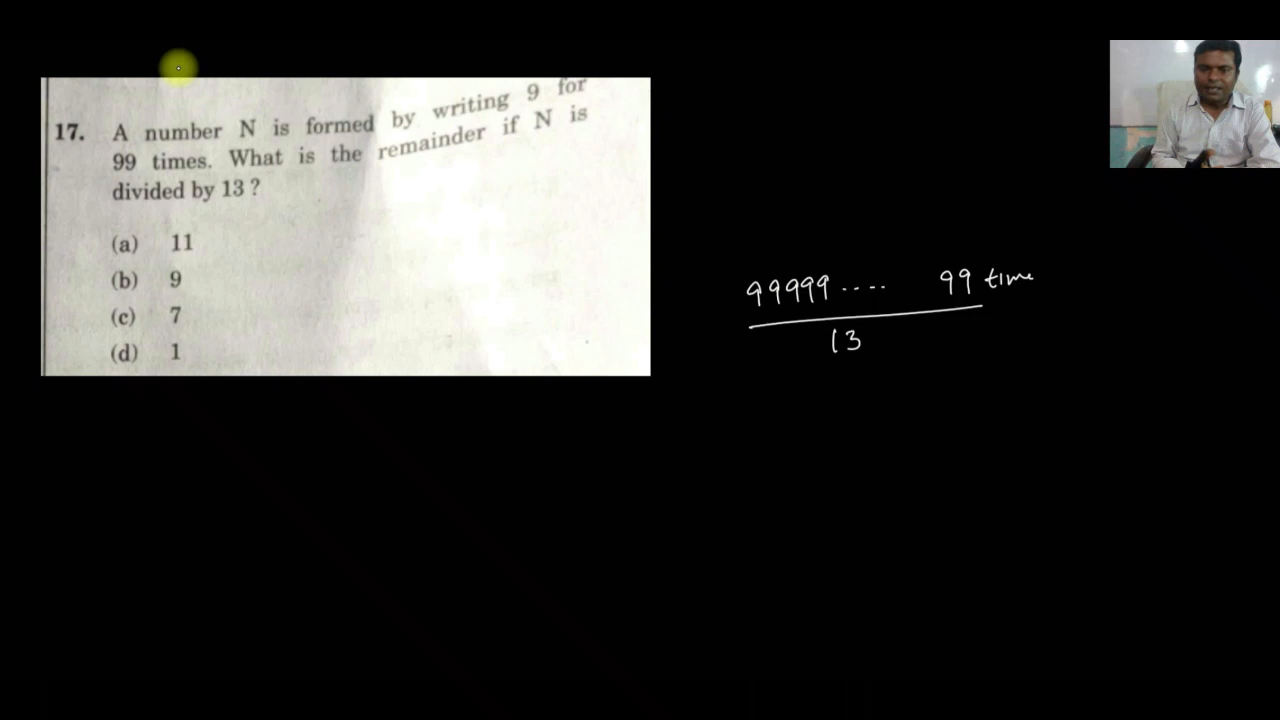 17. A number N is formed by writing 9 for
99 times. What is the remainder if N is
divided by 13 ?
(a) 11
(b) 9
(c) 7
(d) 1
99999.... 99 time
13